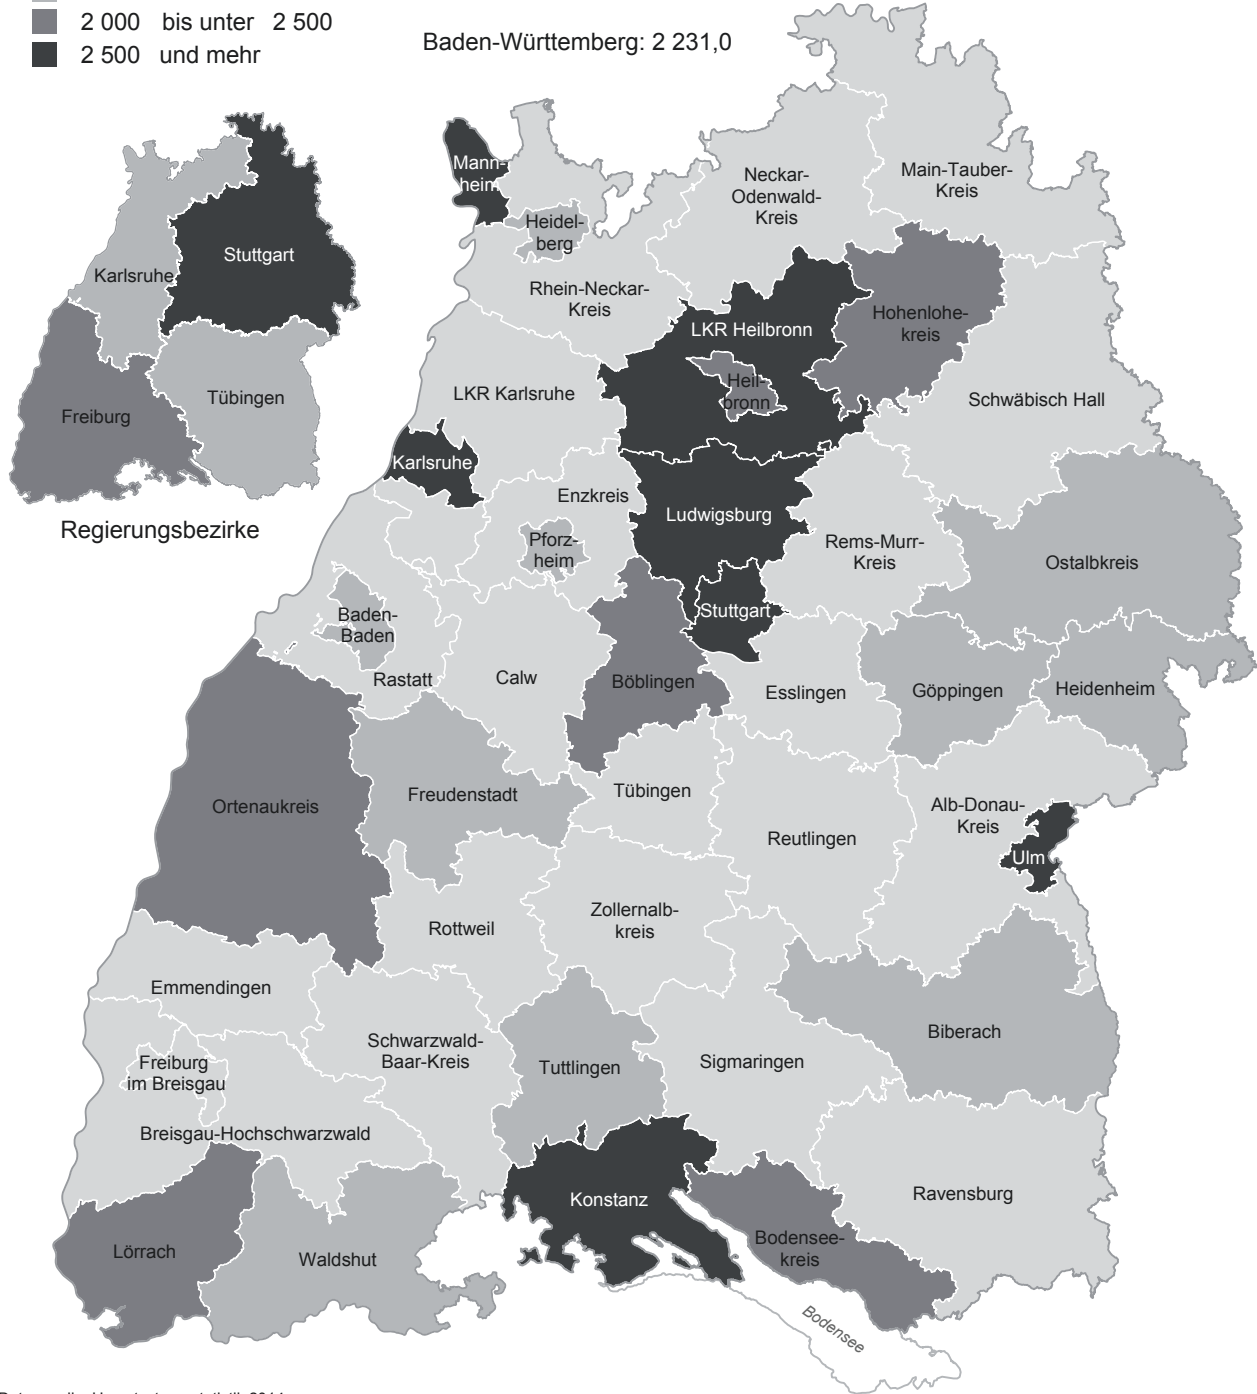 2 000 bis unter 2 500
2 500 und mehr
Baden-Württemberg: 2 231,0
Stuttgart
Karlsruhe
Freiburg
Tübingen
Regierungsbezirke
Mann-
heim
Heidel-
berg
Rhein-Neckar-
Kreis
Neckar-
Odenwald-
Kreis
Main-Tauber-
Kreis
LKR Heilbronn
Hohenlohe-
kreis
Heil-
bronn
LKR Karlsruhe
Schwäbisch Hall
Karlsruhe
Enzkreis
Ludwigsburg
Pforz-
heim
Rems-Murr-
Kreis
Ostalbkreis
Baden-
Baden
Stuttgart
Rastatt
Calw
Böblingen
Esslingen
Göppingen
Heidenheim
Ortenaukreis
Freudenstadt
Tübingen
Reutlingen
Alb-Donau-
Kreis
Ulm
Rottweil
Zollernalb-
kreis
Emmendingen
Schwarzwald-
Baar-Kreis
Freiburg
im Breisgau
Tuttlingen
Sigmaringen
Biberach
Breisgau-Hochschwarzwald
Konstanz
Ravensburg
Lörrach
Waldshut
Bodensee-
kreis
Bodensee